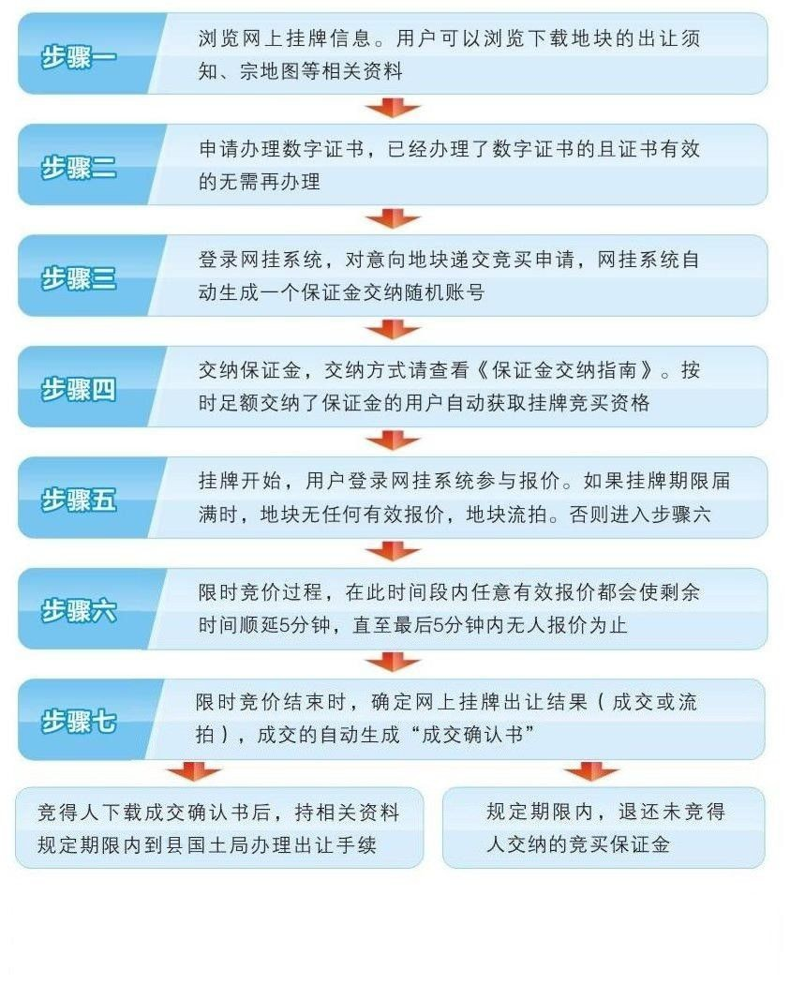 步骤一
浏览网上挂牌信息。用户可以浏览下载地块的出让须
知、宗地图等相关资料
步骤二
申请办理数字证书，已经办理了数字证书的且证书有效
的无需再办理
步骤三
登录网挂系统，对意向地块递交竞买申请，网挂系统自
动生成一个保证金交纳随机账号
步骤四
交纳保证金，交纳方式请查看《保证金交纳指南》。按
时足额交纳了保证金的用户自动获取挂牌竞买资格
步骤五
挂牌开始，用户登录网挂系统参与报价。如果挂牌期限届
满时，地块无任何有效报价，地块流拍。否则进入步骤六
步骤六
限时竞价过程，在此时间段内任意有效报价都会使剩余
时间顺延5分钟，直至最后5分钟内无人报价为止
步骤七
限时竞价结束时，确定网上挂牌出让结果（成交或流
拍），成交的自动生成“成交确认书”
竞得人下载成交确认书后，持相关资料
规定期限内到县国土局办理出让手续
规定期限内，退还未竞得
人交纳的竞买保证金